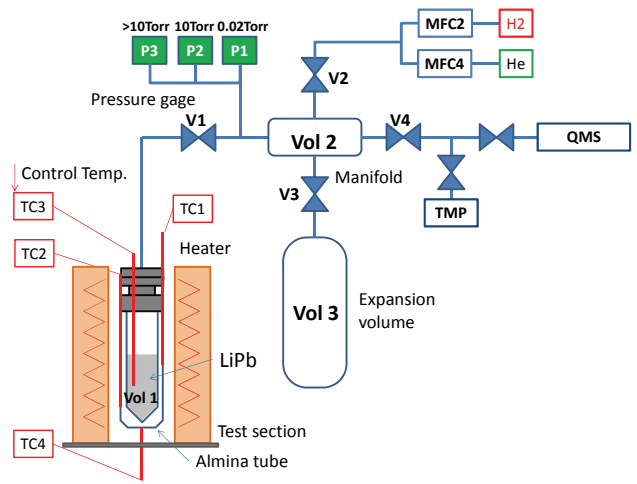 >10Torr 10Torr 0.02Torr
P3 P2 P1
MFC2 H2
MFC4 He
Pressure gage
V2
V1
V4
Vol 2
QMS
Control Temp.
Manifold
V3
TC3
TC1
TMP
TC2
Heater
Vol 3
Expansion
volume
LiPb
Vol 1
Test section
TC4
Almina tube